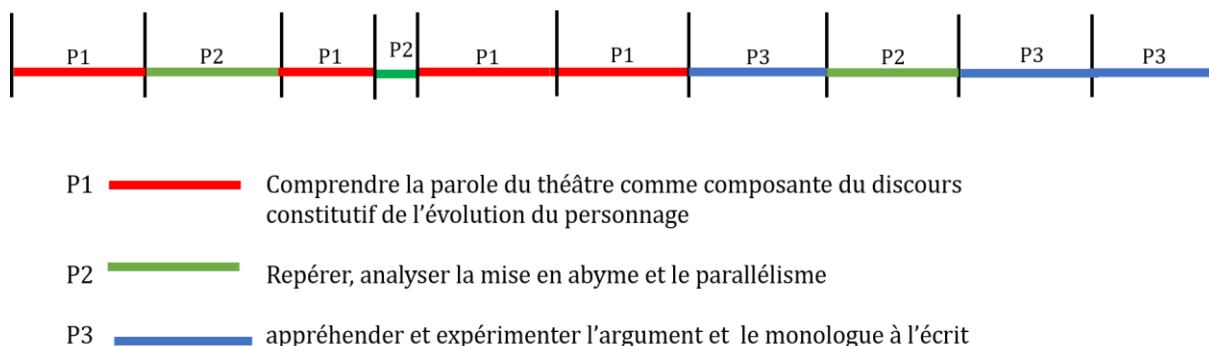 P1 P2 P1 P2 P1 P1 P3 P2 P3 P3
P1 Comprendre la parole du théâtre comme composante du discours
constitutif de l’évolution du personnage
P2 Repérer, analyser la mise en abyme et le parallélisme
P3 appréhender et expérimenter l’argument et le monologue à l’écrit